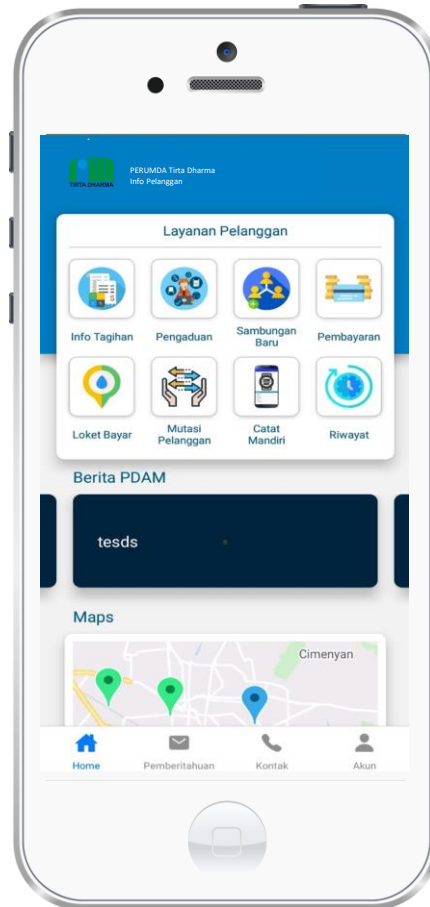 TIRTA DHARMA
PERUMDA Tirta Dharma
Info Pelanggan
Layanan Pelanggan
Info Tagihan
Pengaduan
Sambungan
Baru
Pembayaran
Loket Bayar
Mutasi
Pelanggan
Catat
Mandiri
Riwayat
Berita PDAM
tesds
Maps
Cimenyan
Home
Pemberitahuan
Kontak
Akun